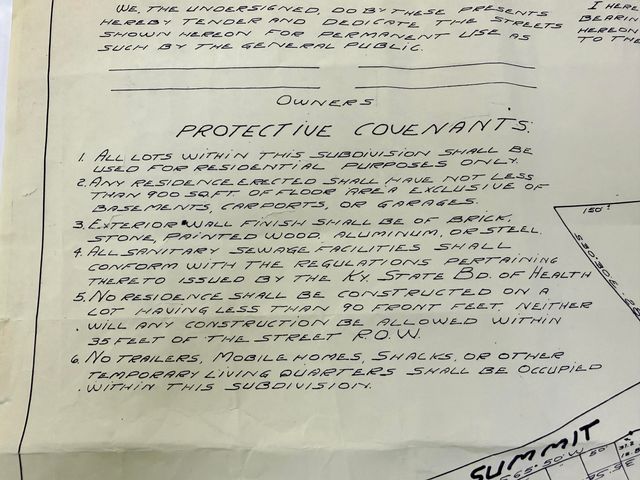 WE, THE UNDERSIGNED, DO BY THESE PRESENTS
HEREBY TENDER AND DEDICATE THE STREETS
SHOWN HEREON FOR PERMANENT USE AS
SUCH BY THE GENERAL PUBLIC.
I HERE
BEARIN
HEREON
TO THE
OWNERS
PROTECTIVE COVENANTS:
1. ALL LOTS WITHIN THIS SUBDIVISION SHALL BE
USED FOR RESIDENTIAL PURPOSES ONLY.
2. ANY RESIDENCE ERECTED SHALL HAVE NOT LESS
THAN 900 SQ.FT. OF FLOOR AREA EXCLUSIVE OF
BASEMENTS, CARPORTS, OR GARAGES.
3. EXTERIOR WALL FINISH SHALL BE OF BRICK,
STONE, PAINTED WOOD, ALUMINUM, OR STEEL.
4. ALL SANITARY SEWAGE FACILITIES SHALL
CONFORM WITH THE REGULATIONS PERTAINING
THERETO ISSUED BY THE KY. STATE BD. OF HEALTH
5. NO RESIDENCE SHALL BE CONSTRUCTED ON A
LOT HAVING LESS THAN 90 FRONT FEET. NEITHER
WILL ANY CONSTRUCTION BE ALLOWED WITHIN
35 FEET OF THE STREET R.O.W.
6. NO TRAILERS, MOBILE HOMES, SHACKS, OR OTHER
TEMPORARY LIVING QUARTERS SHALL BE OCCUPIED
WITHIN THIS SUBDIVISION.
150'
SUMMIT
S65°50'W
50'